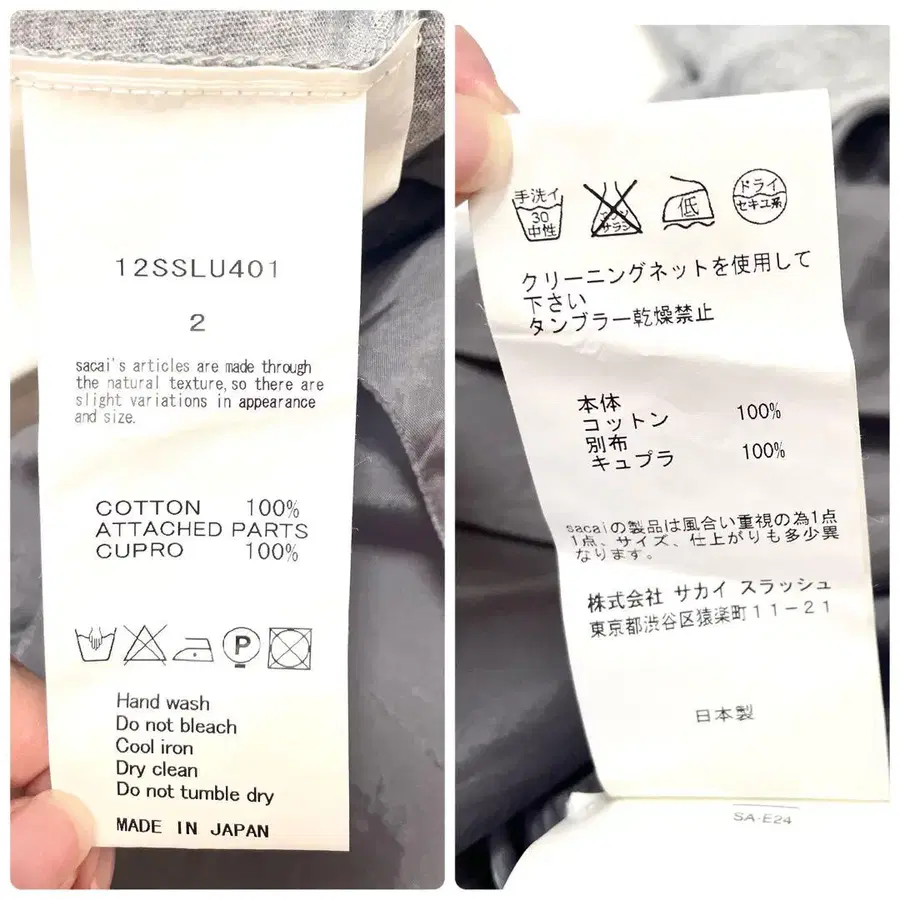 12SSLU401
2
sacai's articles are made through
the natural texture, so there are
slight variations in appearance
and size.
COTTON 100%
ATTACHED PARTS
CUPRO 100%
P
Hand wash
Do not bleach
Cool iron
Dry clean
Do not tumble dry
MADE IN JAPAN
手洗イ
30
中性
エンソ
サラシ
低
ドライ
セキユ系
クリーニングネットを使用して
下さい
タンブラー乾燥禁止
本体
コットン 100%
別布
キュプラ 100%
sacaiの製品は風合い重視の為1点
1点、サイズ、仕上がりも多少異
なります。
株式会社 サカイ スラッシュ
東京都渋谷区猿楽町11-21
日本製
SA-E24